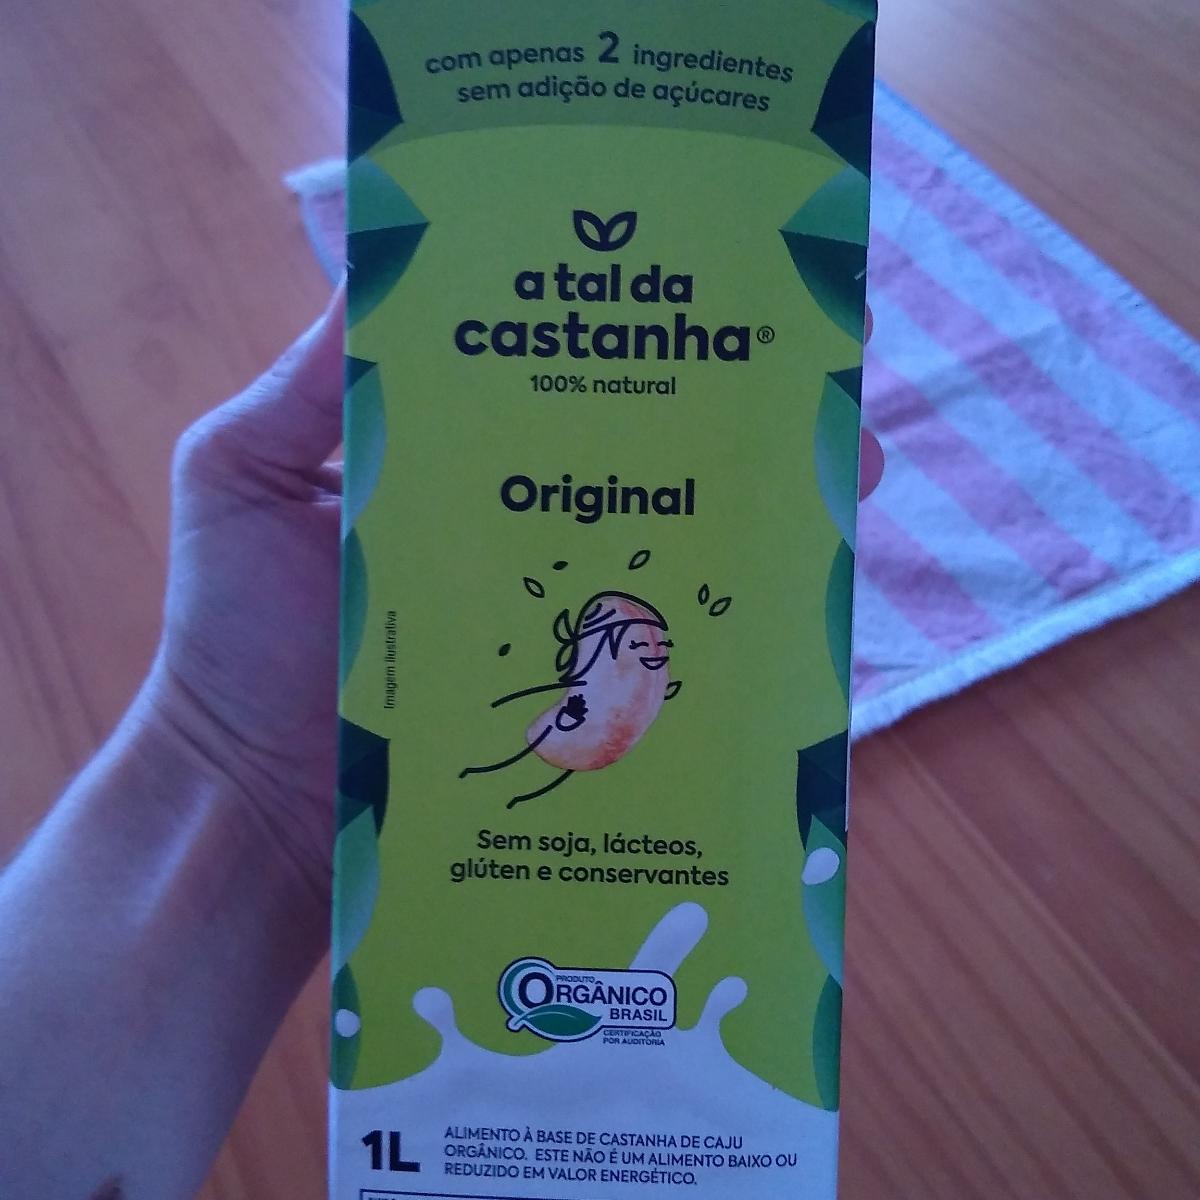 com apenas 2 ingredientes
sem adição de açúcares
a tal da
castanha®
100% natural
Original
Imagem ilustrativa
Sem soja, lácteos,
glúten e conservantes
PRODUTO
ORGÂNICO
BRASIL
CERTIFICAÇÃO
POR AUDITORIA
1L
ALIMENTO À BASE DE CASTANHA DE CAJU
ORGÂNICO. ESTE NÃO É UM ALIMENTO BAIXO OU
REDUZIDO EM VALOR ENERGÉTICO.